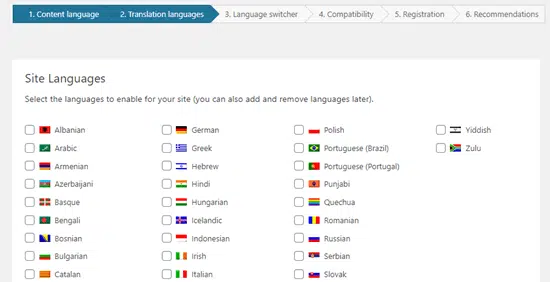 1. Content language 2. Translation languages 3. Language switcher 4. Compatibility 5. Registration 6. Recommendations
Site Languages
Select the languages to enable for your site (you can also add and remove languages later).
Albanian German Polish Yiddish
Arabic Greek Portuguese (Brazil) Zulu
Armenian Hebrew Portuguese (Portugal)
Azerbaijani Hindi Punjabi
Basque Hungarian Quechua
Bengali Icelandic Romanian
Bosnian Indonesian Russian
Bulgarian Irish Serbian
Catalan Italian Slovak